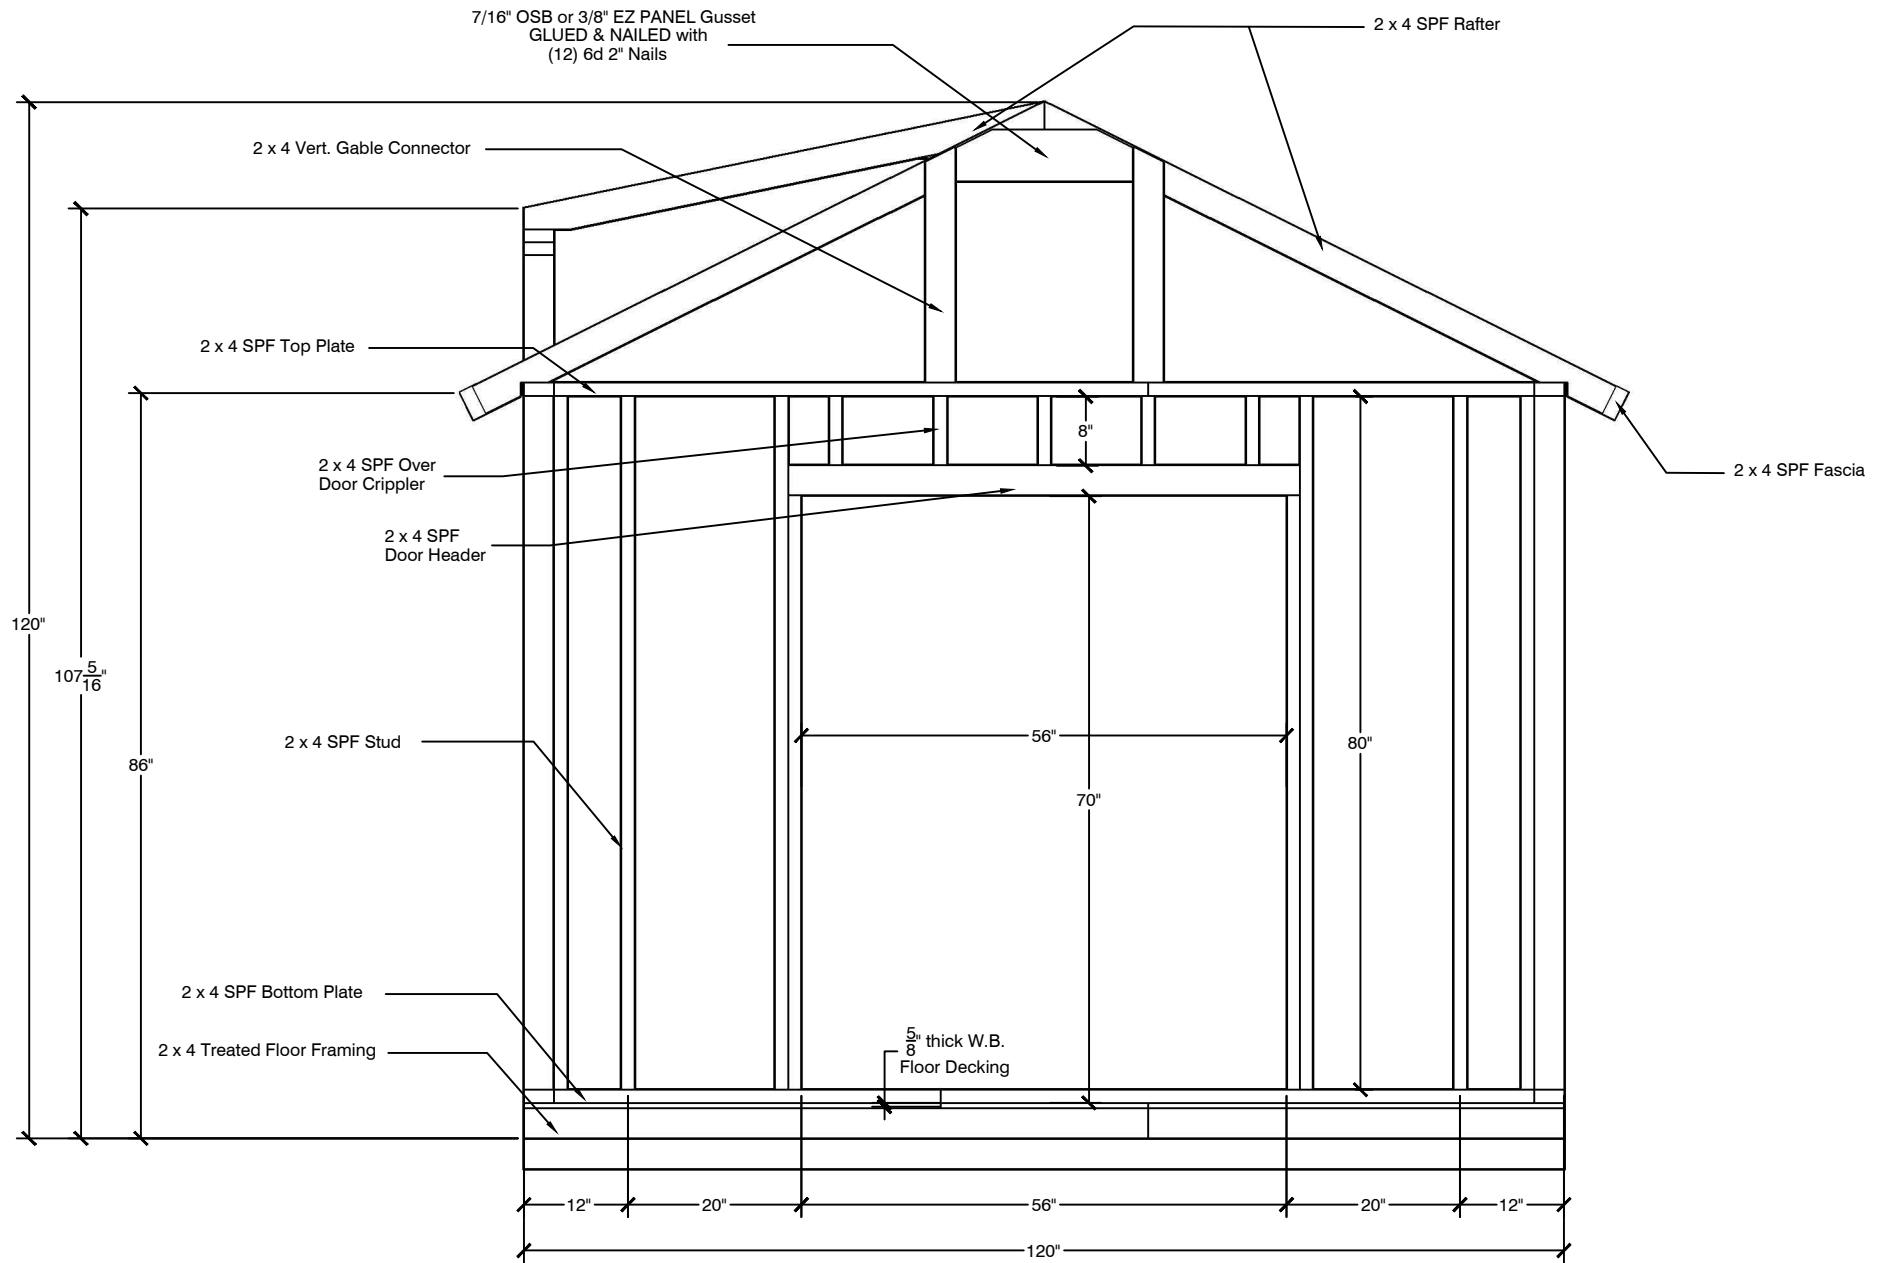 7/16" OSB or 3/8" EZ PANEL Gusset
GLUED & NAILED with
(12) 6d 2" Nails
2 x 4 SPF Rafter
2 x 4 Vert. Gable Connector
2 x 4 SPF Top Plate
8"
2 x 4 SPF Over
Door Crippler
2 x 4 SPF Fascia
2 x 4 SPF
Door Header
120"
107 5/16"
86"
2 x 4 SPF Stud
56"
80"
70"
2 x 4 SPF Bottom Plate
2 x 4 Treated Floor Framing
5/8" thick W.B.
Floor Decking
12"
20"
56"
20"
12"
120"